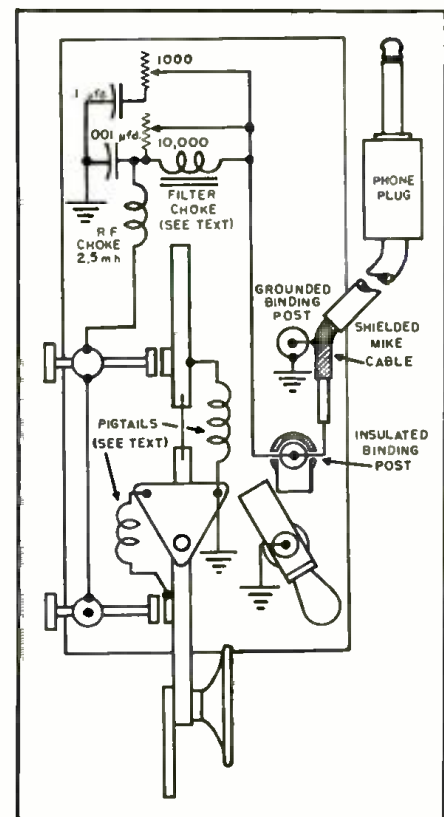 1000
.1
µfd.
.001 µfd.
10,000
FILTER
CHOKE
(SEE TEXT)
RF
CHOKE
2.5 mh
PHONE
PLUG
GROUNDED
BINDING
POST
SHIELDED
MIKE
CABLE
PIGTAILS
(SEE TEXT)
INSULATED
BINDING
POST